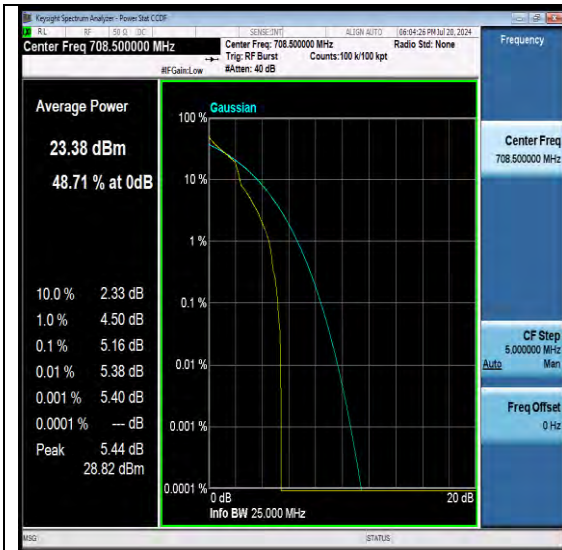 Keysight Spectrum Analyzer - Power Stat CCDF
RL RF 50 Ω DC SENSE:INT ALIGN AUTO 06:04:26 PM Jul 20, 2024
Center Freq 708.500000 MHz
Center Freq: 708.500000 MHz Radio Std: None
Trig: RF Burst Counts:100 k/100 kpt
#IFGain:Low #Atten: 40 dB
Frequency
Center Freq
708.500000 MHz
CF Step
5.000000 MHz
Auto Man
Freq Offset
0 Hz
Average Power
23.38 dBm
48.71 % at 0dB
10.0 % 2.33 dB
1.0 % 4.50 dB
0.1 % 5.16 dB
0.01 % 5.38 dB
0.001 % 5.40 dB
0.0001 % --- dB
Peak 5.44 dB
28.82 dBm
Gaussian
100 %
10 %
1 %
0.1 %
0.01 %
0.001 %
0.0001 %
0 dB 20 dB
Info BW 25.000 MHz
MSG STATUS